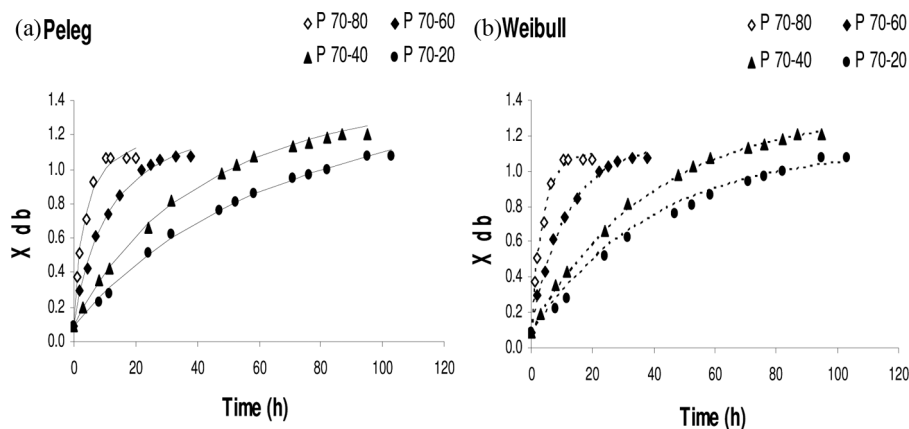 (a) Peleg
◇ P 70-80 ◆ P 70-60
▲ P 70-40 ● P 70-20
1.4
1.2
1.0
0.8
0.6
0.4
0.2
0.0
X d b
0 20 40 60 80 100 120
Time (h)
(b) Weibull
◇ P 70-80 ◆ P 70-60
▲ P 70-40 ● P 70-20
1.4
1.2
1.0
0.8
0.6
0.4
0.2
0.0
X d b
0 20 40 60 80 100 120
Time (h)